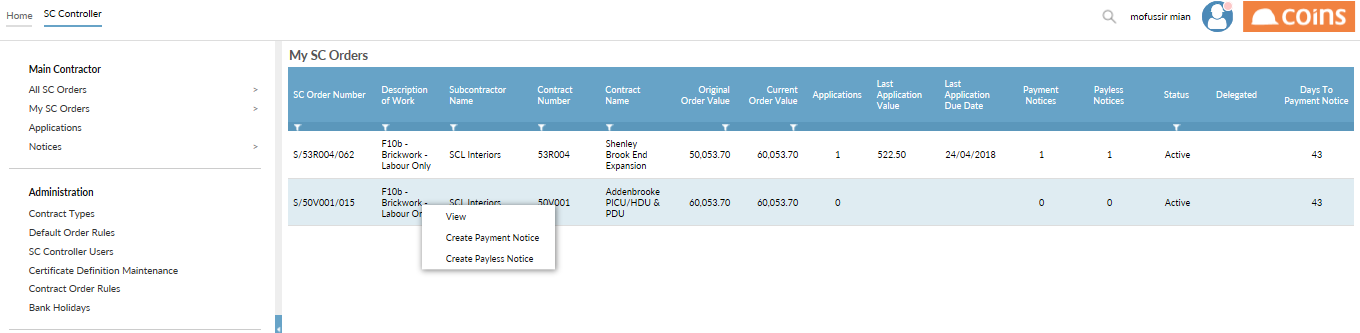 Home
SC Controller
mofussir mian
coins
Main Contractor
All SC Orders >
My SC Orders >
Applications
Notices >
Administration
Contract Types
Default Order Rules
SC Controller Users
Certificate Definition Maintenance
Contract Order Rules
Bank Holidays
My SC Orders
SC Order Number
Description
of Work
Subcontractor
Name
Contract
Number
Contract
Name
Original
Order Value
Current
Order Value
Applications
Last
Application
Value
Last
Application
Due Date
Payment
Notices
Payless
Notices
Status
Delegated
Days To
Payment Notice
S/53R004/062
F10b -
Brickwork -
Labour Only
SCL Interiors
53R004
Shenley
Brook End
Expansion
50,053.70
60,053.70
1
522.50
24/04/2018
1
1
Active
43
S/50V001/015
F10b -
Brickwork -
Labour On
SCL Interiors
50V001
Addenbrooke
PICU/HDU &
PDU
60,053.70
60,053.70
0
0
0
Active
43
View
Create Payment Notice
Create Payless Notice